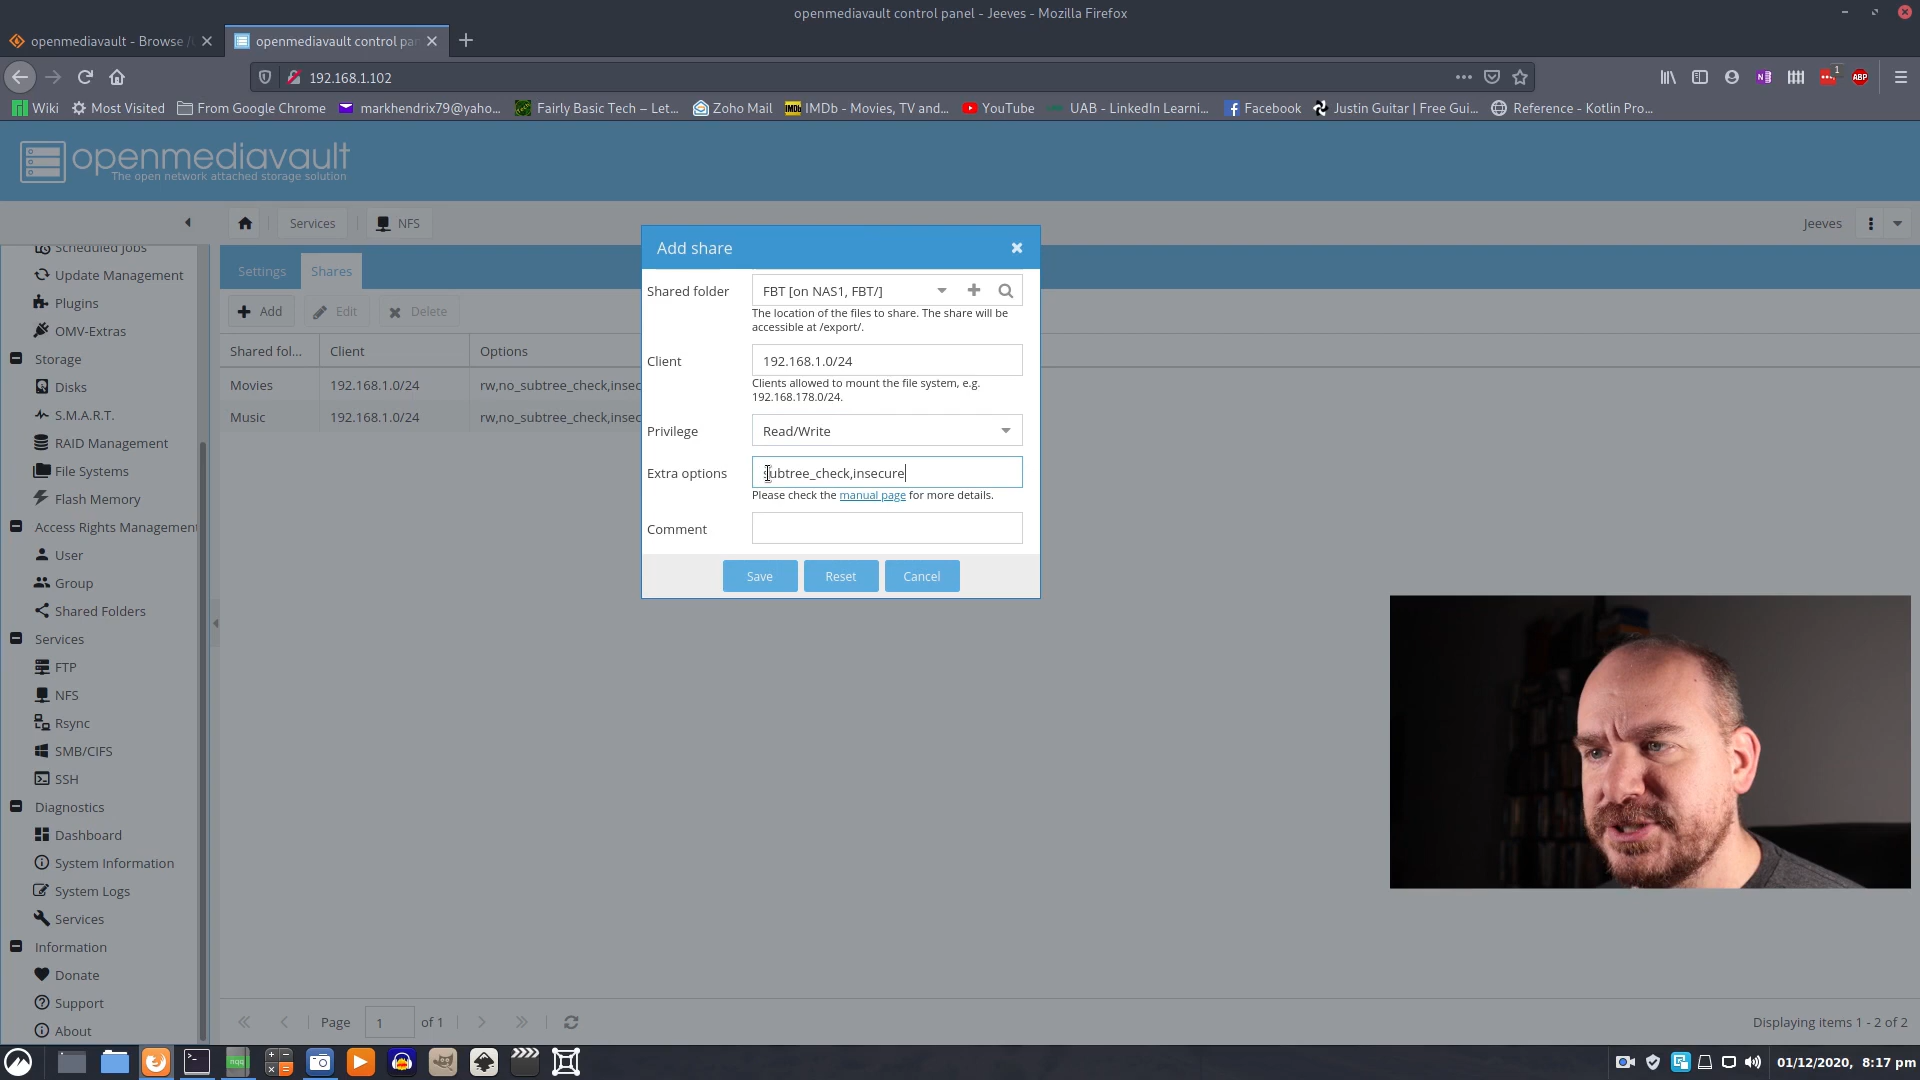 openmediavault control panel - Jeeves - Mozilla Firefox
openmediavault - Browse /
openmediavault control pa
192.168.1.102
1
ABP
Wiki
Most Visited
From Google Chrome
markhendrix79@yaho...
Fairly Basic Tech – Let...
Zoho Mail
IMDb - Movies, TV and...
YouTube
UAB - LinkedIn Learni...
Facebook
Justin Guitar | Free Gui...
Reference - Kotlin Pro...
openmediavault
The open network attached storage solution
Services
NFS
Jeeves
Scheduled Jobs
Update Management
Plugins
OMV-Extras
Storage
Disks
S.M.A.R.T.
RAID Management
File Systems
Flash Memory
Access Rights Management
User
Group
Shared Folders
Services
FTP
NFS
Rsync
SMB/CIFS
SSH
Diagnostics
Dashboard
System Information
System Logs
Services
Information
Donate
Support
About
Settings
Shares
Add
Edit
Delete
Shared fol...
Client
Options
Movies
192.168.1.0/24
rw,no_subtree_check,insec
Music
192.168.1.0/24
rw,no_subtree_check,insec
Add share
Shared folder
FBT [on NAS1, FBT/]
The location of the files to share. The share will be
accessible at /export/.
Client
192.168.1.0/24
Clients allowed to mount the file system, e.g.
192.168.178.0/24.
Privilege
Read/Write
Extra options
subtree_check,insecure
Please check the manual page for more details.
Comment
Save
Reset
Cancel
Page
1
of 1
Displaying items 1 - 2 of 2
01/12/2020, 8:17 pm